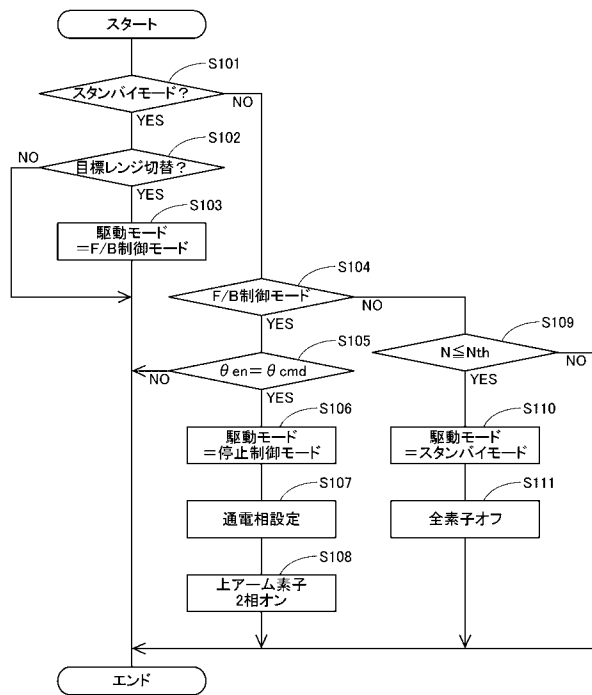 スタート
S101
スタンバイモード？
NO
YES
S102
目標レンジ切替？
NO
YES
S103
駆動モード
＝F/B制御モード
S104
F/B制御モード
NO
YES
S105
θen＝θcmd
NO
YES
S109
N≦Nth
NO
YES
S106
駆動モード
＝停止制御モード
S110
駆動モード
＝スタンバイモード
S107
通電相設定
S111
全素子オフ
S108
上アーム素子
2相オン
エンド